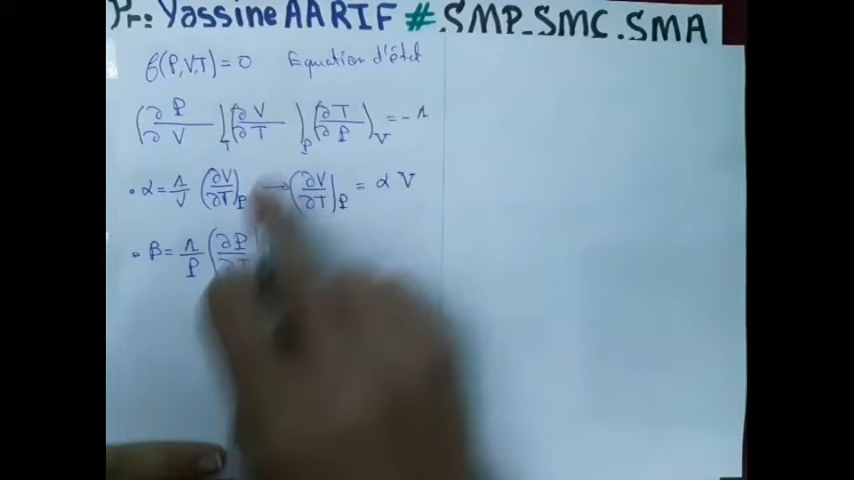 Pr: Yassine AARIF # SMP_SMC.SMA
f(P,V,T) = 0 Equation d'état
(∂P/∂V)_T (∂V/∂T)_P (∂T/∂P)_V = -1
• α = 1/V (∂V/∂T)_P → (∂V/∂T)_P = α V
• β = 1/P (∂P/∂T